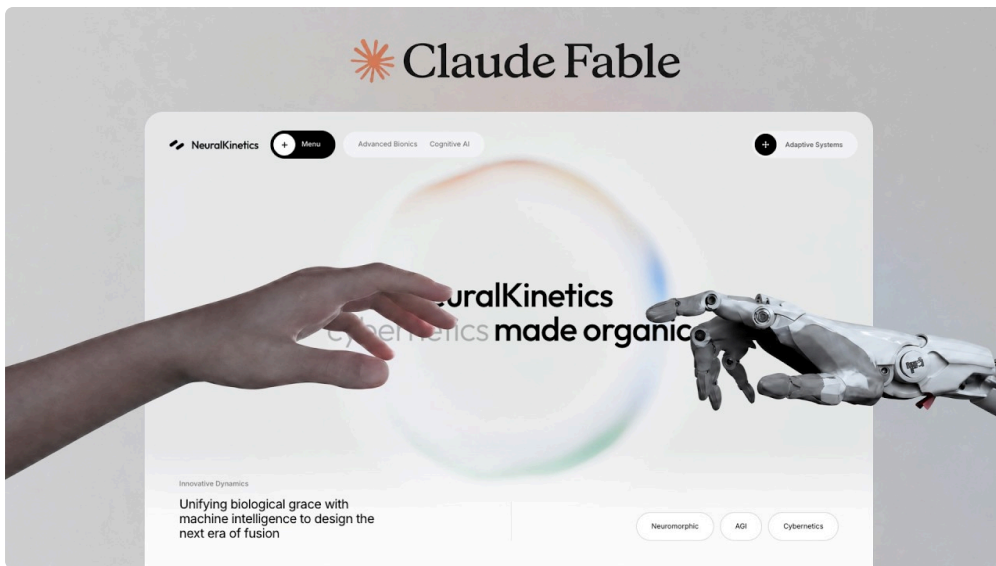 Claude Fable
NeuralKinetics
+ Menu
Advanced Bionics Cognitive AI
Adaptive Systems
uralKinetics
cybernetics made organic
Innovative Dynamics
Unifying biological grace with
machine intelligence to design the
next era of fusion
Neuromorphic
AGI
Cybernetics